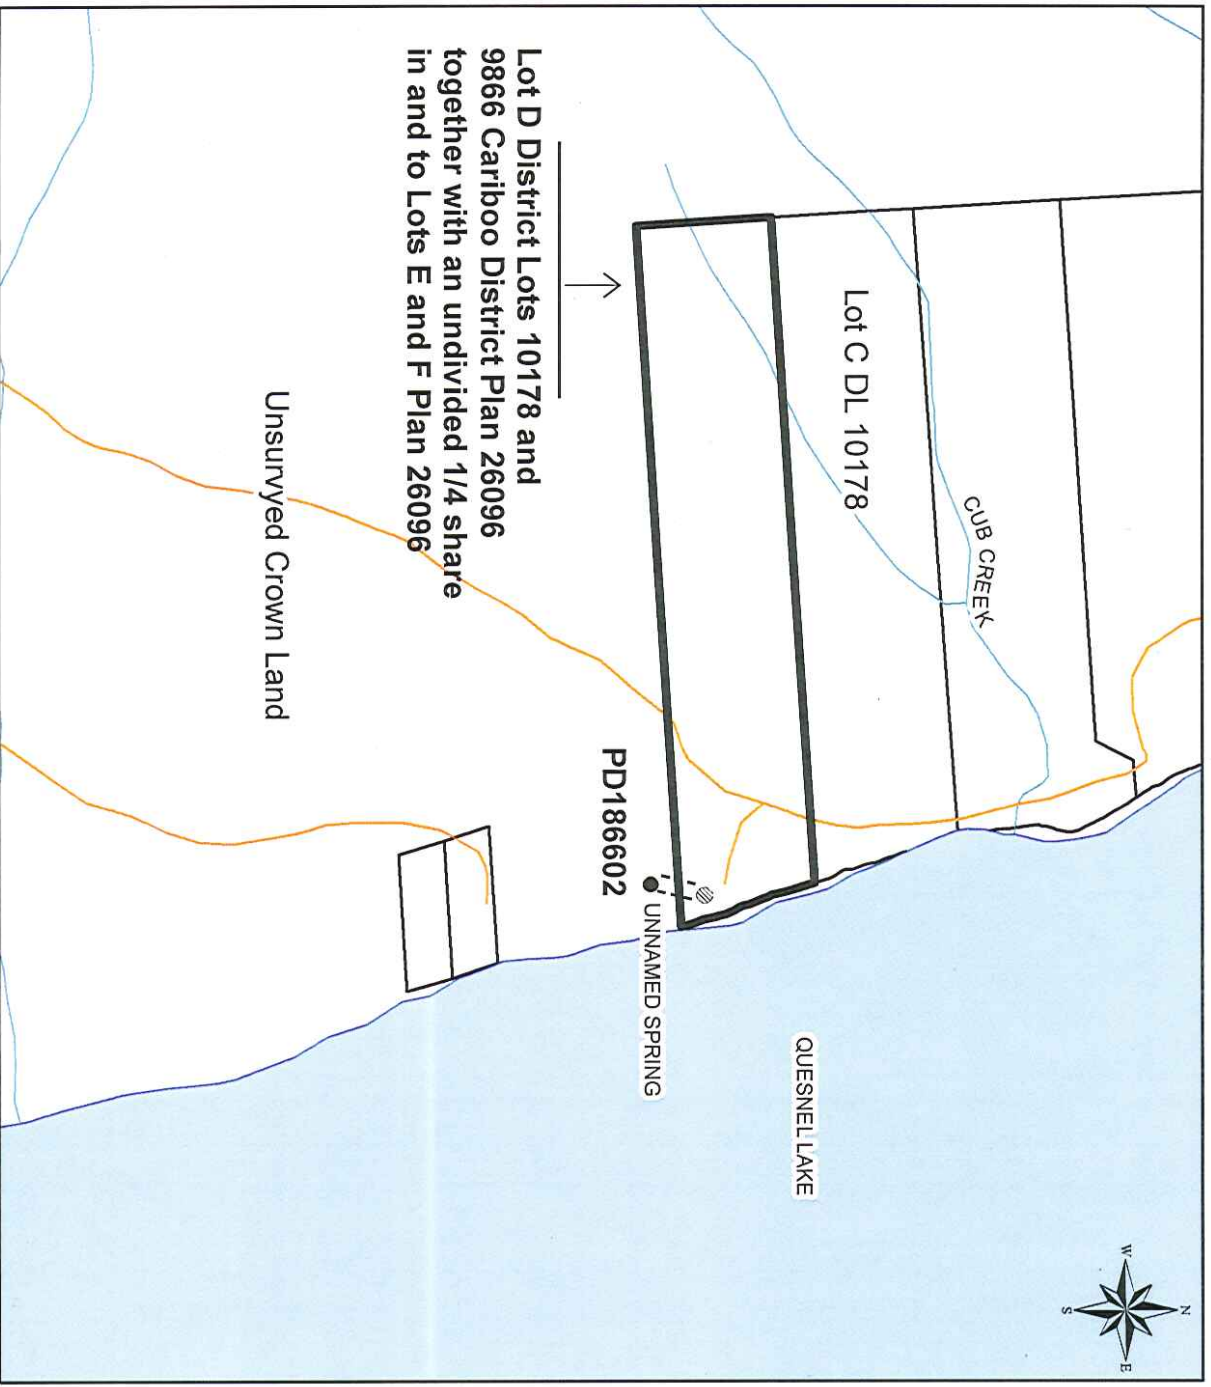 N
W
E
S
CUB CREEK
Lot C DL 10178
QUESNEL LAKE
UNNAMED SPRING
PD186602
Lot D District Lots 10178 and
9866 Cariboo District Plan 26096
together with an undivided 1/4 share
in and to Lots E and F Plan 26096
Unsurvyed Crown Land